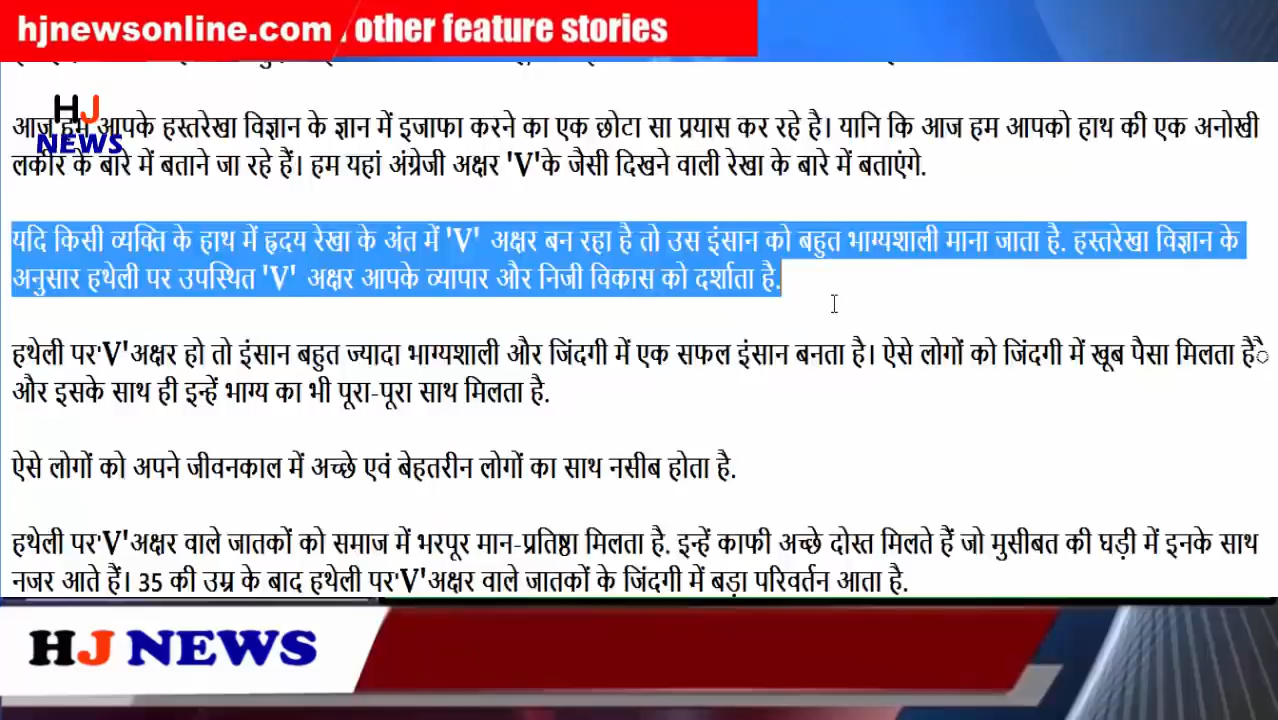 hjnewsonline.com
other feature stories
HJ
NEWS
आज हम आपके हस्तरेखा विज्ञान के ज्ञान में इजाफा करने का एक छोटा सा प्रयास कर रहे है। यानि कि आज हम आपको हाथ की एक अनोखी
लकीर के बारे में बताने जा रहे हैं। हम यहां अंग्रेजी अक्षर 'V'के जैसी दिखने वाली रेखा के बारे में बताएंगे.
यदि किसी व्यक्ति के हाथ में ह्रदय रेखा के अंत में 'V' अक्षर बन रहा है तो उस इंसान को बहुत भाग्यशाली माना जाता है. हस्तरेखा विज्ञान के
अनुसार हथेली पर उपस्थित 'V' अक्षर आपके व्यापार और निजी विकास को दर्शाता है.
हथेली पर'V'अक्षर हो तो इंसान बहुत ज्यादा भाग्यशाली और जिंदगी में एक सफल इंसान बनता है। ऐसे लोगों को जिंदगी में खूब पैसा मिलता हैै
और इसके साथ ही इन्हें भाग्य का भी पूरा-पूरा साथ मिलता है.
ऐसे लोगों को अपने जीवनकाल में अच्छे एवं बेहतरीन लोगों का साथ नसीब होता है.
हथेली पर'V'अक्षर वाले जातकों को समाज में भरपूर मान-प्रतिष्ठा मिलता है. इन्हें काफी अच्छे दोस्त मिलते हैं जो मुसीबत की घड़ी में इनके साथ
नजर आते हैं। 35 की उम्र के बाद हथेली पर'V'अक्षर वाले जातकों के जिंदगी में बड़ा परिवर्तन आता है.
HJ NEWS